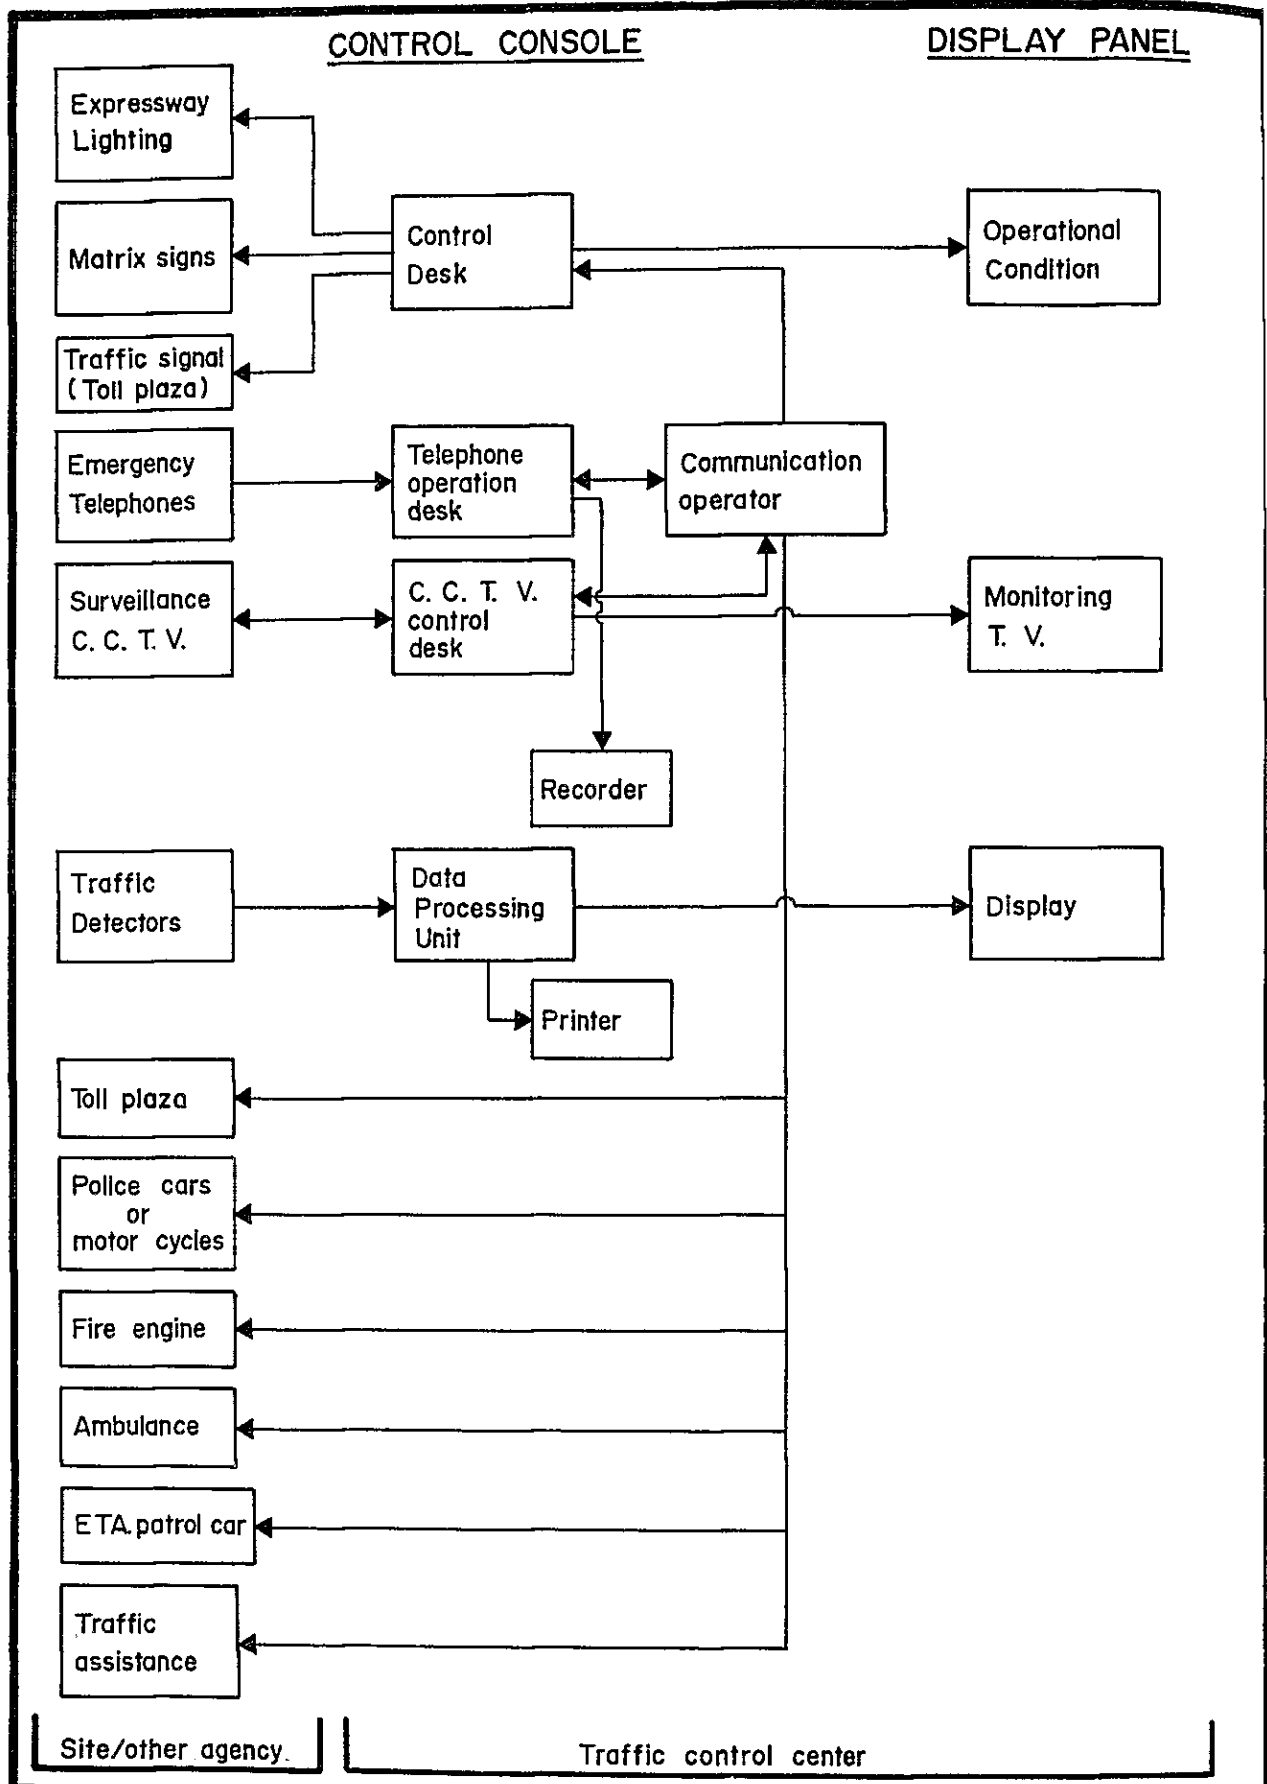 CONTROL CONSOLE
DISPLAY PANEL
Expressway
Lighting
Matrix signs
Traffic signal
(Toll plaza)
Control
Desk
Operational
Condition
Emergency
Telephones
Telephone
operation
desk
Communication
operator
Surveillance
C. C. T. V.
C. C. T. V.
control
desk
Monitoring
T. V.
Recorder
Traffic
Detectors
Data
Processing
Unit
Display
Printer
Toll plaza
Police cars
or
motor cycles
Fire engine
Ambulance
ETA. patrol car
Traffic
assistance
Site/other agency.
Traffic control center